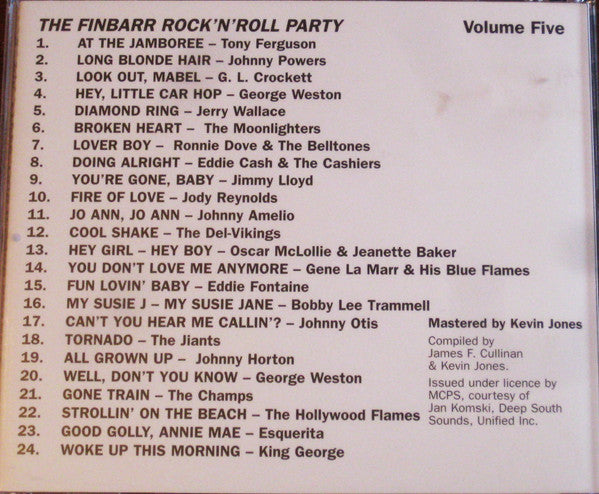 THE FINBARR ROCK'N'ROLL PARTY Volume Five
1. AT THE JAMBOREE – Tony Ferguson
2. LONG BLONDE HAIR – Johnny Powers
3. LOOK OUT, MABEL – G. L. Crockett
4. HEY, LITTLE CAR HOP – George Weston
5. DIAMOND RING – Jerry Wallace
6. BROKEN HEART – The Moonlighters
7. LOVER BOY – Ronnie Dove & The Belltones
8. DOING ALRIGHT – Eddie Cash & The Cashiers
9. YOU'RE GONE, BABY – Jimmy Lloyd
10. FIRE OF LOVE – Jody Reynolds
11. JO ANN, JO ANN – Johnny Amelio
12. COOL SHAKE – The Del-Vikings
13. HEY GIRL – HEY BOY – Oscar McLollie & Jeanette Baker
14. YOU DON'T LOVE ME ANYMORE – Gene La Marr & His Blue Flames
15. FUN LOVIN' BABY – Eddie Fontaine
16. MY SUSIE J – MY SUSIE JANE – Bobby Lee Trammell
17. CAN'T YOU HEAR ME CALLIN'? – Johnny Otis
18. TORNADO – The Jiants
19. ALL GROWN UP – Johnny Horton
20. WELL, DON'T YOU KNOW – George Weston
21. GONE TRAIN – The Champs
22. STROLLIN' ON THE BEACH – The Hollywood Flames
23. GOOD GOLLY, ANNIE MAE – Esquerita
24. WOKE UP THIS MORNING – King George
Mastered by Kevin Jones
Compiled by
James F. Cullinan
& Kevin Jones.
Issued under licence by
MCPS, courtesy of
Jan Komski, Deep South
Sounds, Unified Inc.